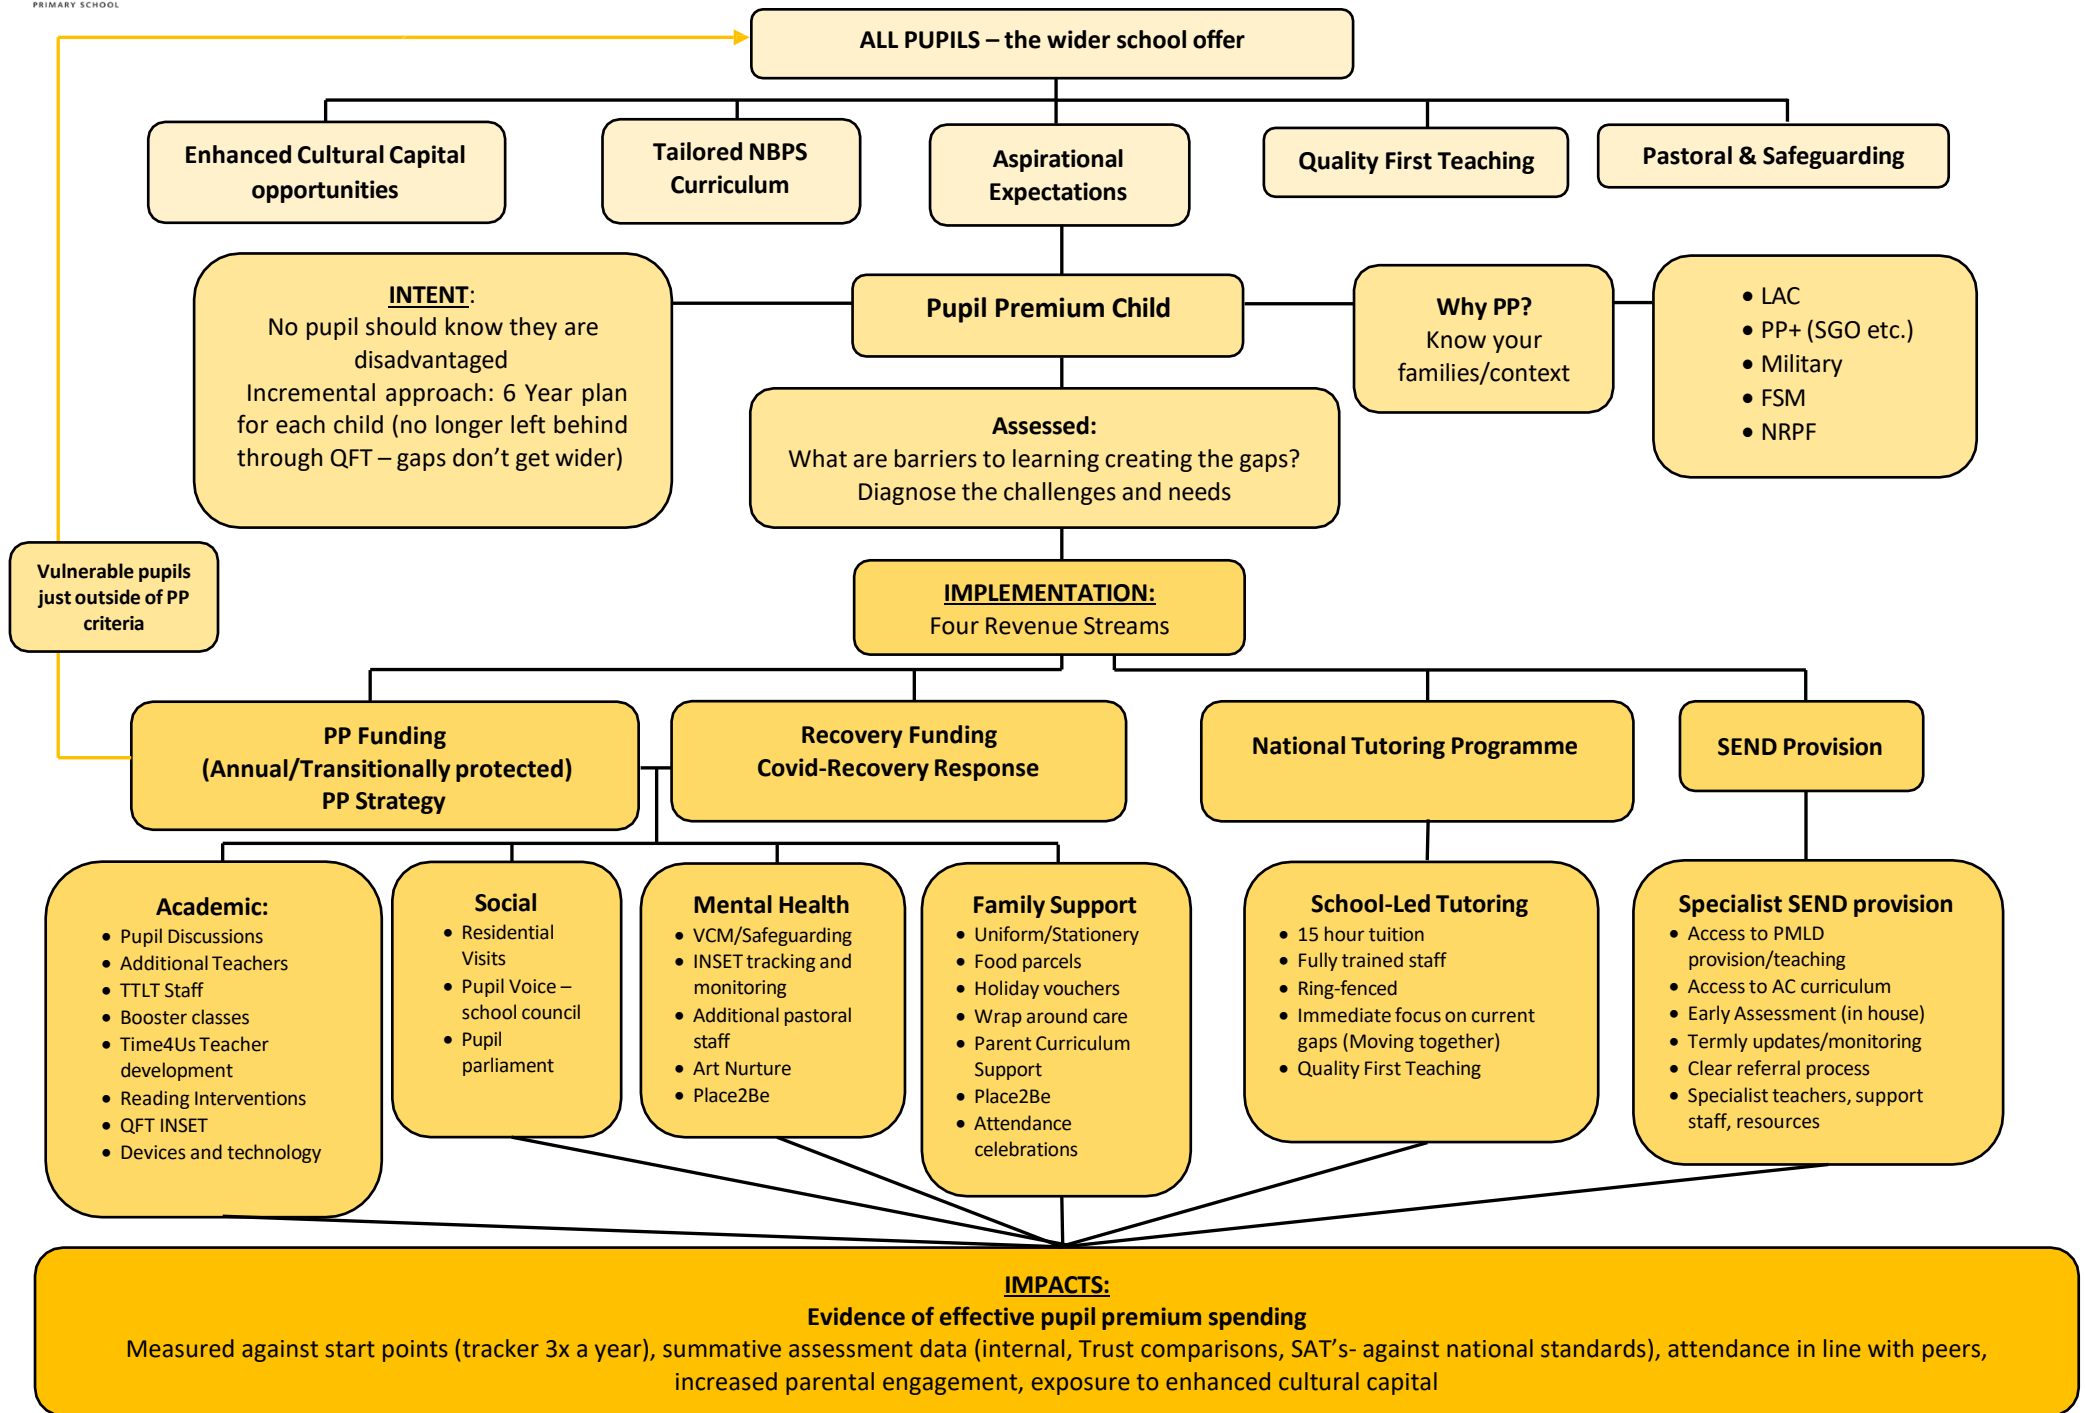 PRIMARY SCHOOL
ALL PUPILS – the wider school offer
Enhanced Cultural Capital
opportunities
Tailored NBPS
Curriculum
Aspirational
Expectations
Quality First Teaching
Pastoral & Safeguarding
INTENT:
No pupil should know they are
disadvantaged
Incremental approach: 6 Year plan
for each child (no longer left behind
through QFT – gaps don’t get wider)
Pupil Premium Child
Why PP?
Know your
families/context
• LAC
• PP+ (SGO etc.)
• Military
• FSM
• NRPF
Assessed:
What are barriers to learning creating the gaps?
Diagnose the challenges and needs
Vulnerable pupils
just outside of PP
criteria
IMPLEMENTATION:
Four Revenue Streams
PP Funding
(Annual/Transitionally protected)
PP Strategy
Recovery Funding
Covid-Recovery Response
National Tutoring Programme
SEND Provision
Academic:
• Pupil Discussions
• Additional Teachers
• TTLT Staff
• Booster classes
• Time4Us Teacher
development
• Reading Interventions
• QFT INSET
• Devices and technology
Social
• Residential
Visits
• Pupil Voice –
school council
• Pupil
parliament
Mental Health
• VCM/Safeguarding
• INSET tracking and
monitoring
• Additional pastoral
staff
• Art Nurture
• Place2Be
Family Support
• Uniform/Stationery
• Food parcels
• Holiday vouchers
• Wrap around care
• Parent Curriculum
Support
• Place2Be
• Attendance
celebrations
School-Led Tutoring
• 15 hour tuition
• Fully trained staff
• Ring-fenced
• Immediate focus on current
gaps (Moving together)
• Quality First Teaching
Specialist SEND provision
• Access to PMLD
provision/teaching
• Access to AC curriculum
• Early Assessment (in house)
• Termly updates/monitoring
• Clear referral process
• Specialist teachers, support
staff, resources
IMPACTS:
Evidence of effective pupil premium spending
Measured against start points (tracker 3x a year), summative assessment data (internal, Trust comparisons, SAT’s- against national standards), attendance in line with peers,
increased parental engagement, exposure to enhanced cultural capital